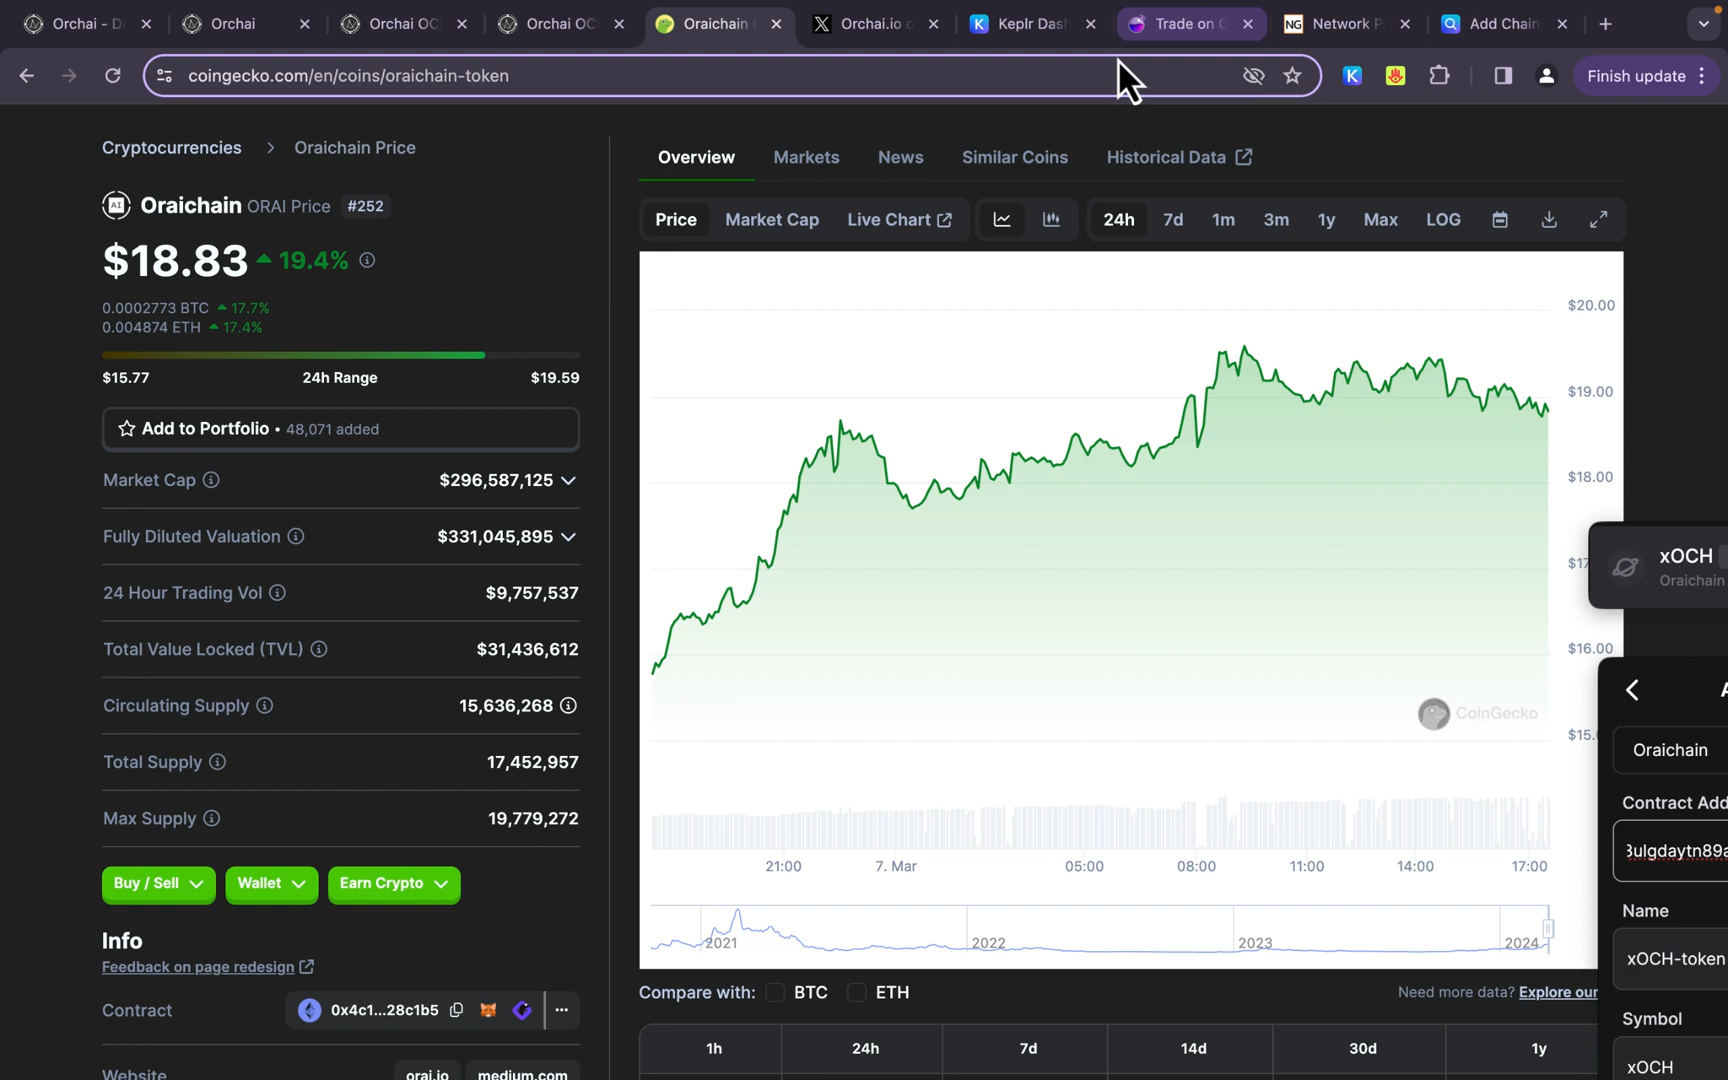 Orchai - D
Orchai
Orchai OC
Orchai OC
Oraichain
Orchai.io o
Keplr Dash
Trade on
NG Network P
Add Chain
coingecko.com/en/coins/oraichain-token
Finish update
Cryptocurrencies > Oraichain Price
AI Oraichain ORAI Price #252
$18.83 19.4%
0.0002773 BTC 17.7%
0.004874 ETH 17.4%
$15.77 24h Range $19.59
Add to Portfolio • 48,071 added
Market Cap $296,587,125
Fully Diluted Valuation $331,045,895
24 Hour Trading Vol $9,757,537
Total Value Locked (TVL) $31,436,612
Circulating Supply 15,636,268
Total Supply 17,452,957
Max Supply 19,779,272
Buy / Sell Wallet Earn Crypto
Info
Feedback on page redesign
Contract 0x4c1...28c1b5
Website orai.io medium.com
Overview Markets News Similar Coins Historical Data
Price Market Cap Live Chart 24h 7d 1m 3m 1y Max LOG
$20.00
$19.00
$18.00
$17
$16.00
$15.
CoinGecko
21:00 7. Mar 05:00 08:00 11:00 14:00 17:00
2021 2022 2023 2024
Compare with: BTC ETH
Need more data? Explore our
1h 24h 7d 14d 30d 1y
xOCH
Oraichain
Oraichain
Contract Add
3ulgdaytn89a
Name
xOCH-token
Symbol
xOCH